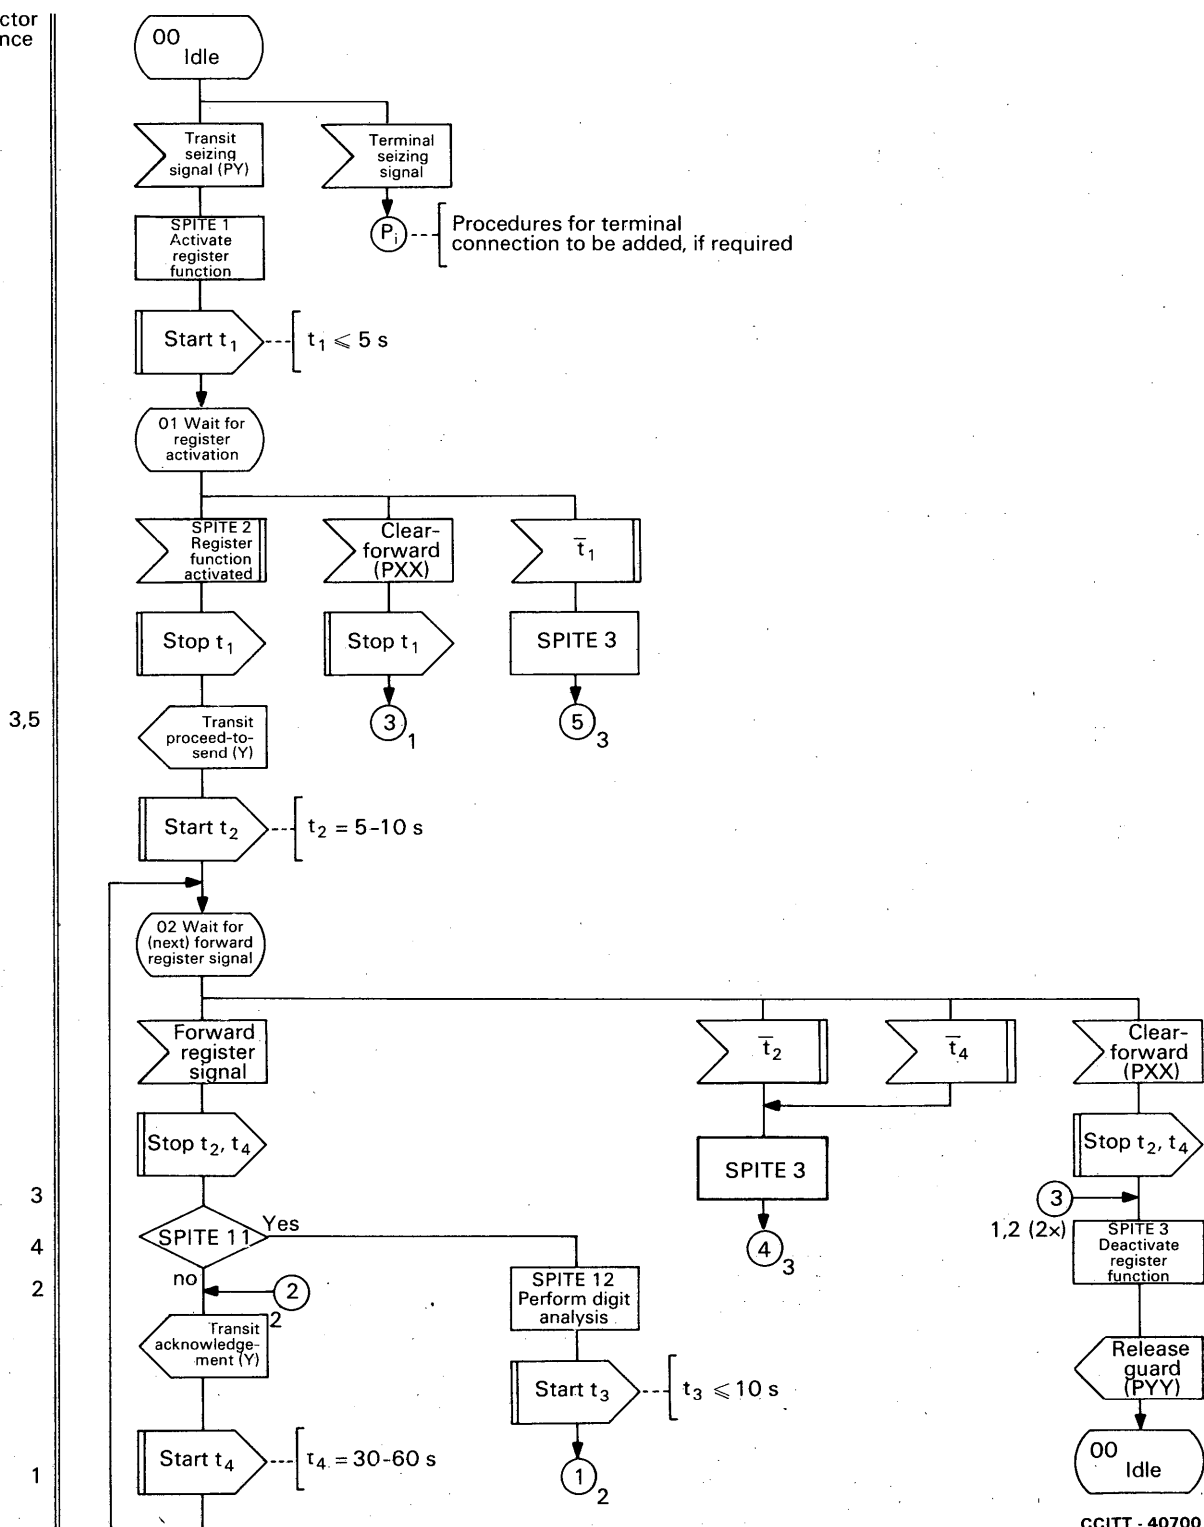 ctor
nce
00
Idle
Transit
seizing
signal (PY)
Terminal
seizing
signal
SPITE 1
Activate
register
function
Pi
Procedures for terminal
connection to be added, if required
Start t1
t1 ⩽ 5 s
01 Wait for
register
activation
SPITE 2
Register
function
activated
Clear-
forward
(PXX)
t̅1
Stop t1
Stop t1
SPITE 3
3
1
5
3
3,5
Transit
proceed-to-
send (Y)
Start t2
t2 = 5-10 s
02 Wait for
(next) forward
register signal
Forward
register
signal
t̅2
t̅4
Clear-
forward
(PXX)
Stop t2, t4
Stop t2, t4
SPITE 3
3
3
1,2 (2x)
SPITE 11
Yes
no
4
4
3
SPITE 3
Deactivate
register
function
2
2
2
SPITE 12
Perform digit
analysis
Transit
acknowledge-
ment (Y)
Release
guard
(PYY)
Start t3
t3 ⩽ 10 s
Start t4
t4 = 30-60 s
1
1
2
00
Idle
CCITT - 40700